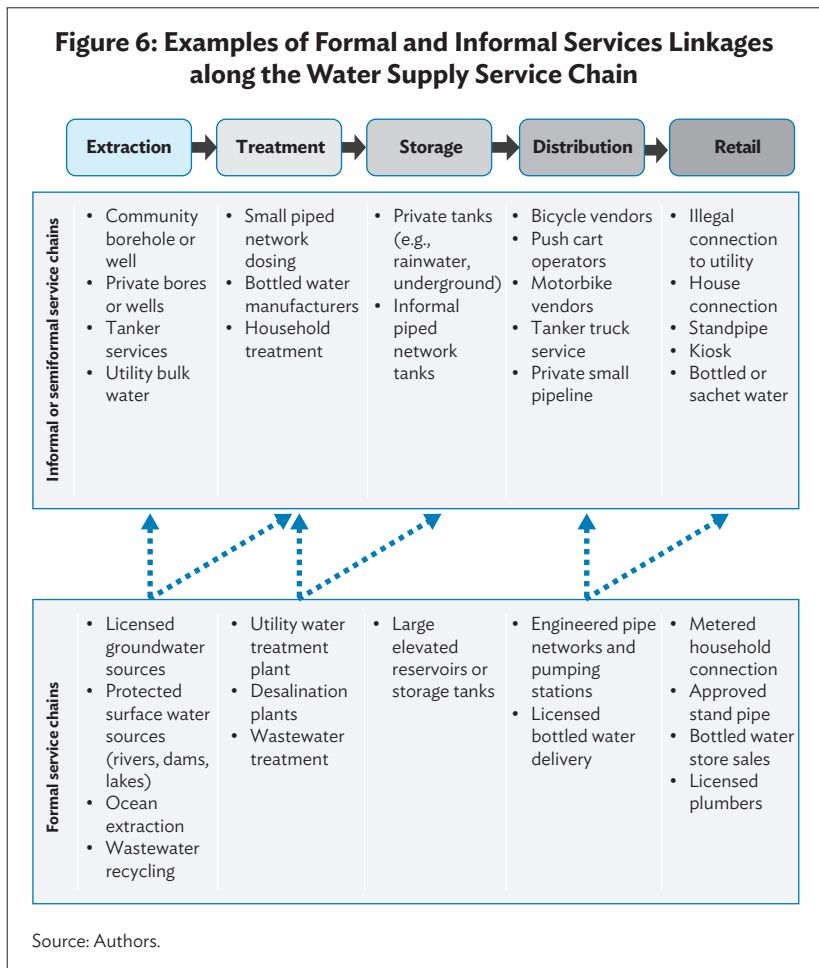 Figure 6: Examples of Formal and Informal Services Linkages
along the Water Supply Service Chain
Extraction
Treatment
Storage
Distribution
Retail
Informal or semiformal service chains
• Community
borehole or
well
• Private bores
or wells
• Tanker
services
• Utility bulk
water
• Small piped
network
dosing
• Bottled water
manufacturers
• Household
treatment
• Private tanks
(e.g.,
rainwater,
underground)
• Informal
piped
network
tanks
• Bicycle vendors
• Push cart
operators
• Motorbike
vendors
• Tanker truck
service
• Private small
pipeline
• Illegal
connection
to utility
• House
connection
• Standpipe
• Kiosk
• Bottled or
sachet water
Formal service chains
• Licensed
groundwater
sources
• Protected
surface water
sources
(rivers, dams,
lakes)
• Ocean
extraction
• Wastewater
recycling
• Utility water
treatment
plant
• Desalination
plants
• Wastewater
treatment
• Large
elevated
reservoirs or
storage tanks
• Engineered pipe
networks and
pumping
stations
• Licensed
bottled water
delivery
• Metered
household
connection
• Approved
stand pipe
• Bottled water
store sales
• Licensed
plumbers
Source: Authors.